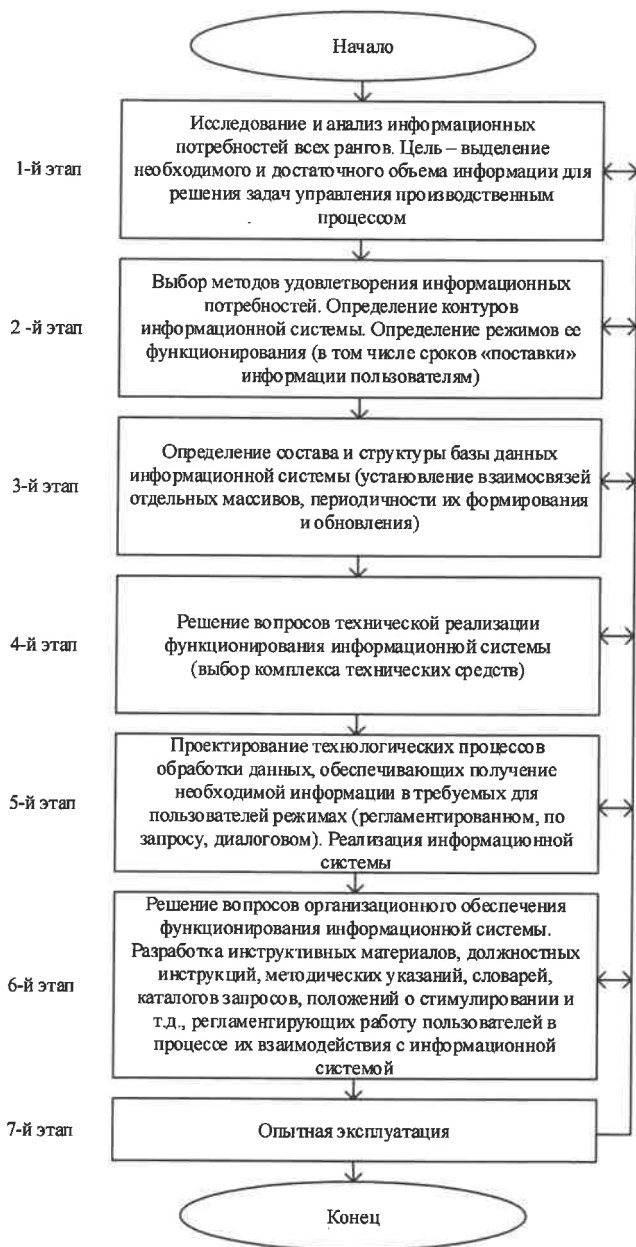 Начало
Исследование и анализ информационных
потребностей всех рангов. Цель – выделение
1-й этап
необходимого и достаточного объема информации для
решения задач управления производственным
процессом
Выбор методов удовлетворения информационных
потребностей. Определение контуров
2 -й этап
информационной системы. Определение режимов ее
функционирования (в том числе сроков «поставки»
информации пользователям)
Определение состава и структуры базы данных
информационной системы (установление взаимосвязей
3-й этап
отдельных массивов, периодичности их формирования
и обновления)
Решение вопросов технической реализации
4-й этап
функционирования информационной системы
(выбор комплекса технических средств)
Проектирование технологических процессов
обработки данных, обеспечивающих получение
5-й этап
необходимой информации в требуемых для
пользователей режимах (регламентированном, по
запросу, диалоговом). Реализация информационной
системы
Решение вопросов организационного обеспечения
функционирования информационной системы.
Разработка инструктивных материалов, должностных
6-й этап
инструкций, методических указаний, словарей,
каталогов запросов, положений о стимулировании и
т.д., регламентирующих работу пользователей в
процессе их взаимодействия с информационной
системой
7-й этап
Опытная эксплуатация
Конец